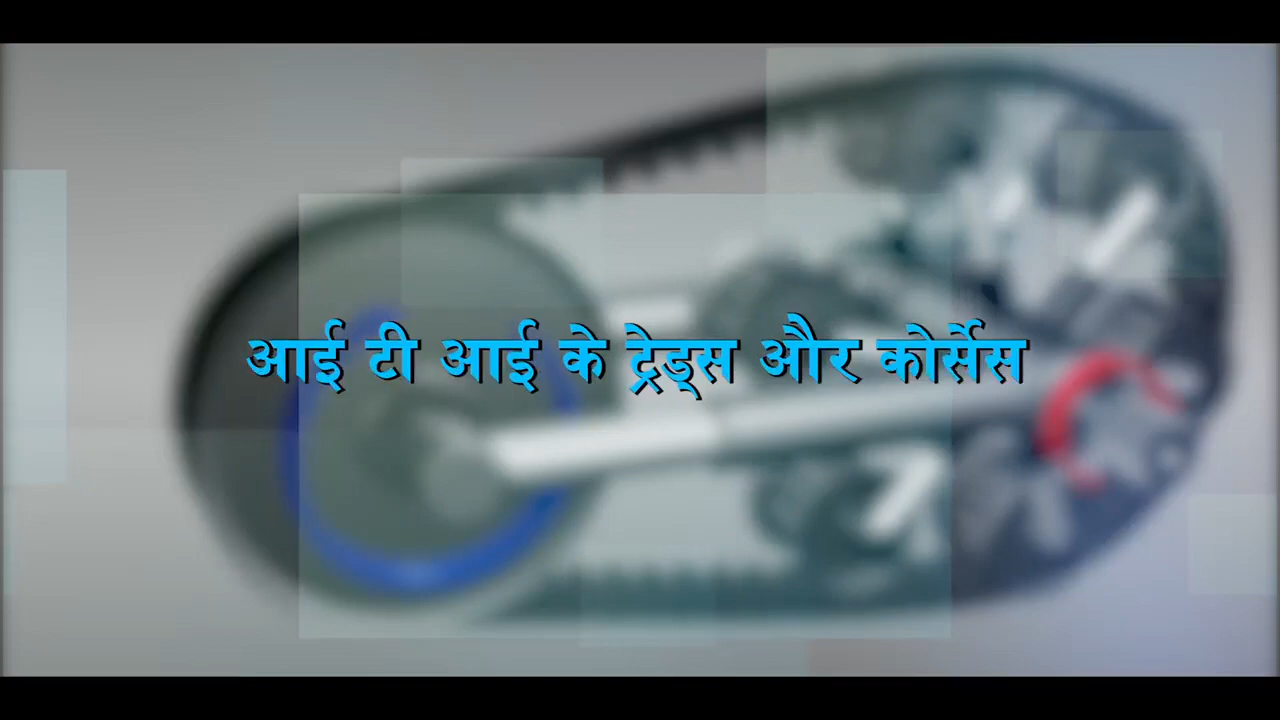 आई टी आई के ट्रेड्स और कोर्सेस